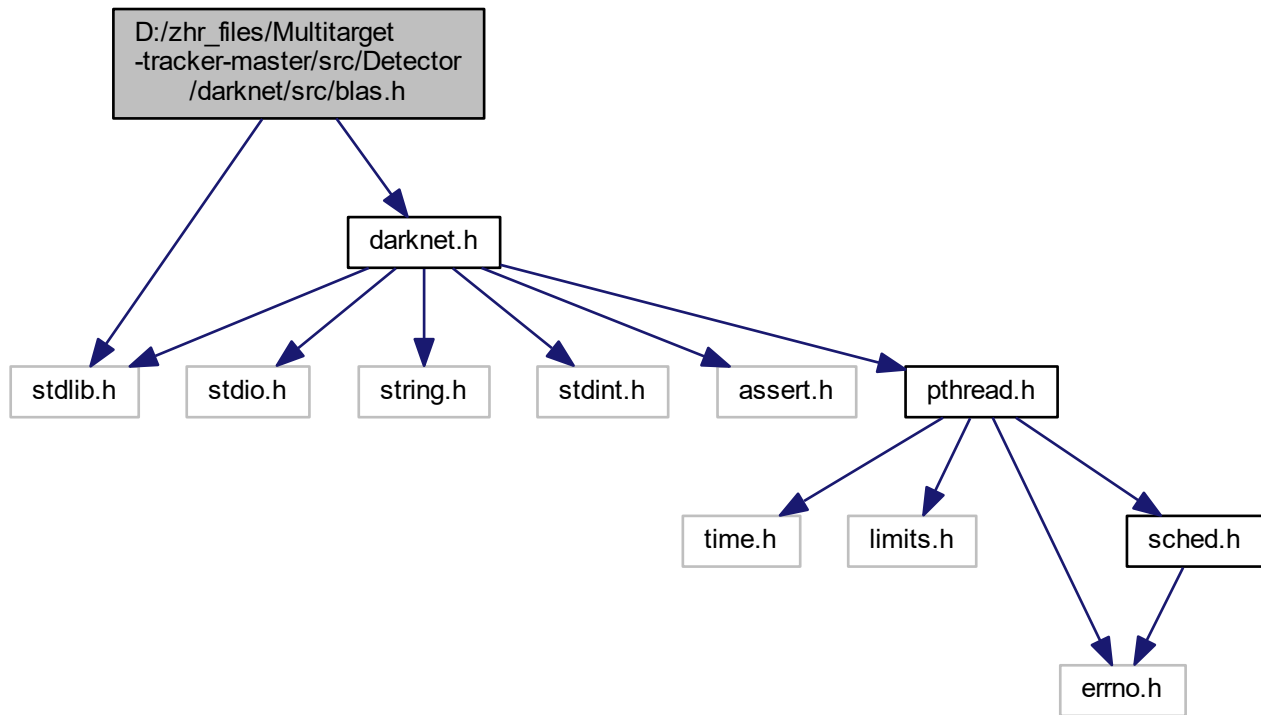 D:/zhr_files/Multitarget
-tracker-master/src/Detector
/darknet/src/blas.h
darknet.h
stdlib.h
stdio.h
string.h
stdint.h
assert.h
pthread.h
time.h
limits.h
sched.h
errno.h